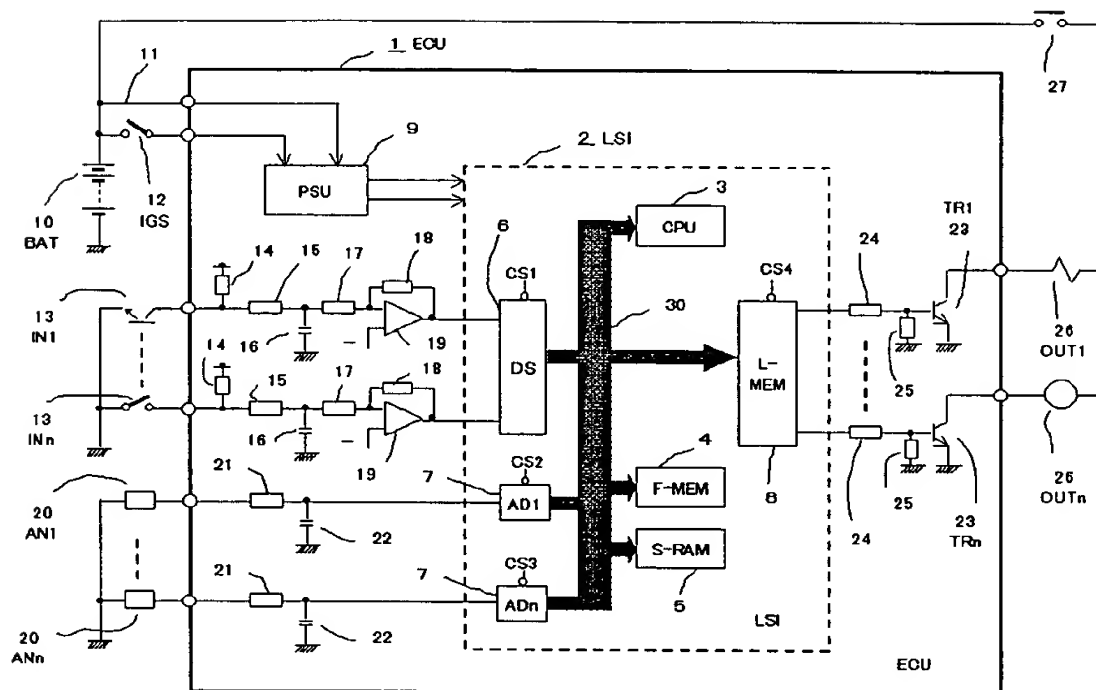 1 ECU
11
27
9
2 LSI
PSU
3
CPU
12
IGS
10
BAT
6
TR1
23
14
15
17
18
CS1
CS4
24
13
IN1
16
19
30
26
OUT1
DS
L-
MEM
25
14
15
17
18
13
INn
16
19
8
4
F-MEM
24
25
23
TRn
26
OUTn
20
AN1
21
7
CS2
AD1
22
S-RAM
5
21
7
CS3
ADn
22
20
ANn
LSI
ECU